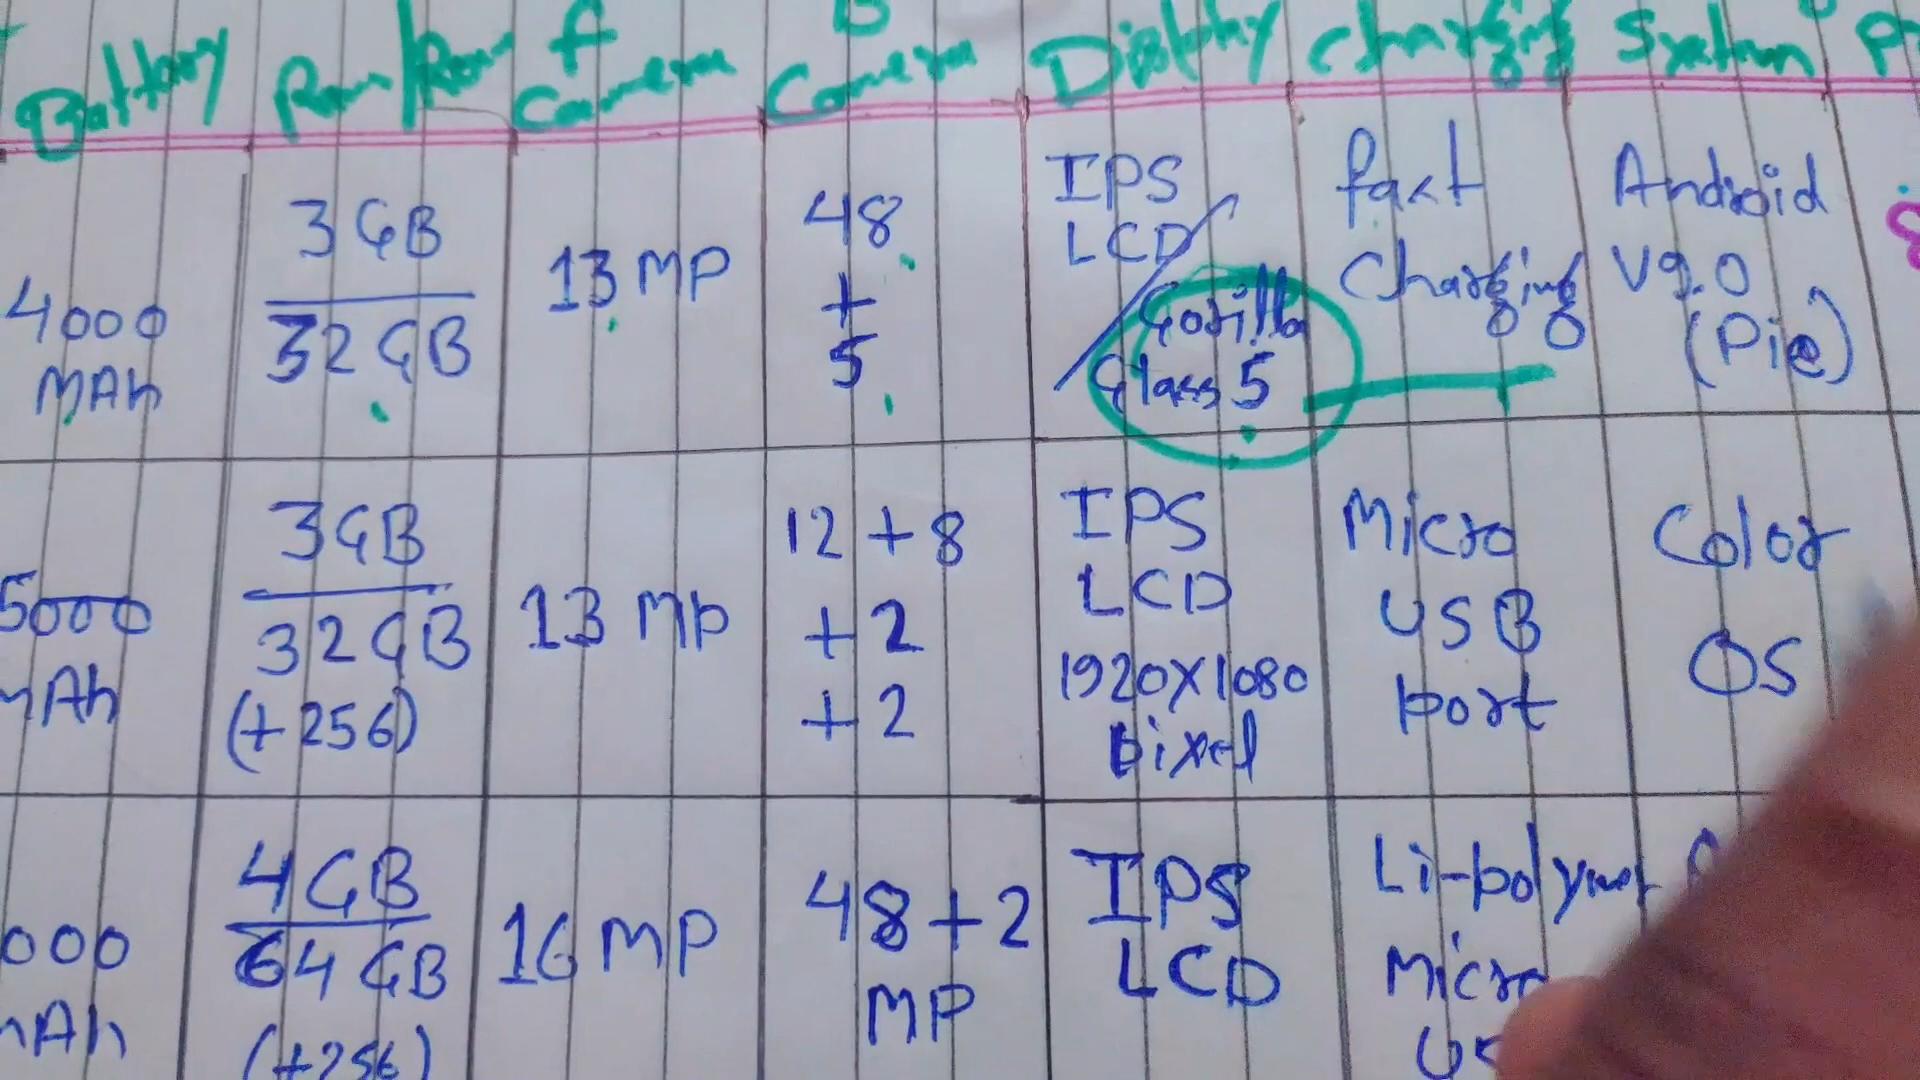 Battery Ram/Rom F Camera B Camera Display Charging System
4000
MAh
3GB
32GB
13 MP
48
+
5
IPS
LCD/
Gorilla
Glass 5
fast
Charging
Android
V9.0
(Pie)
5000
mAh
3GB
32GB
(+256)
13 MP
12 + 8
+ 2
+ 2
IPS
LCD
1920X1080
Pixel
Micro
USB
port
Color
OS
000
mAh
4GB
64GB
(+256)
16 MP
48+2
MP
IPS
LCD
Li-polymer
Micro
US